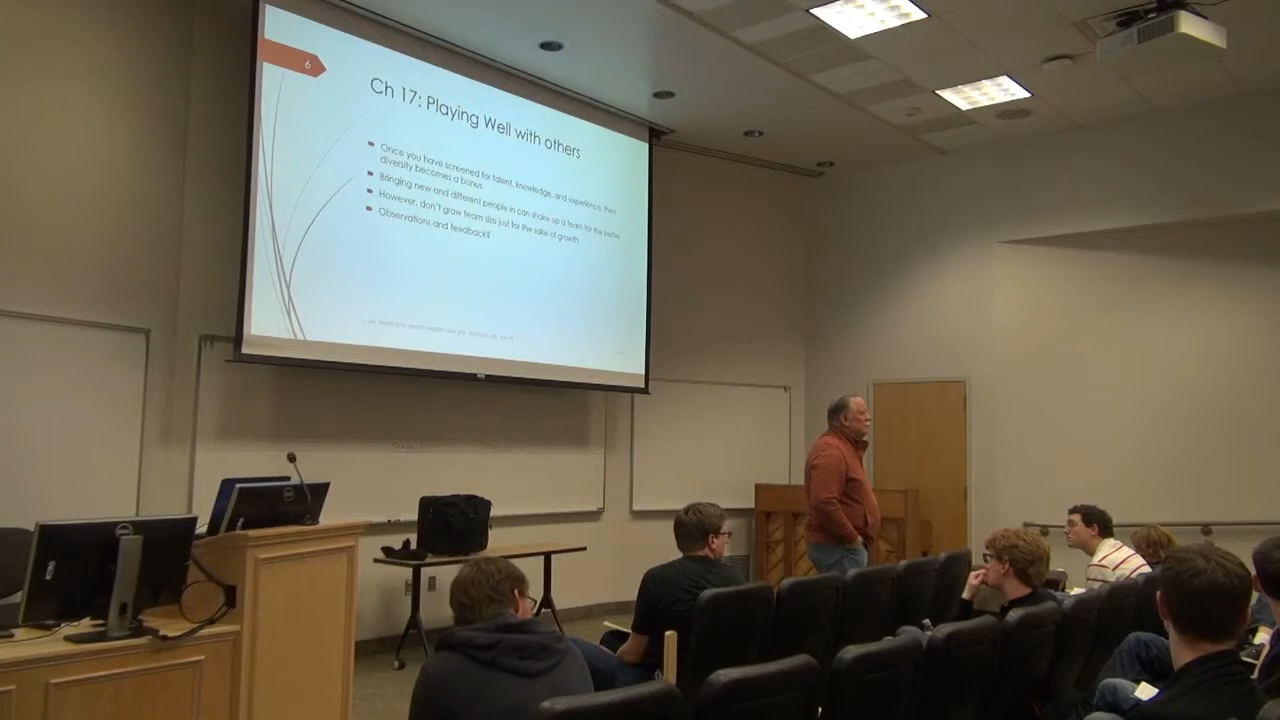 6
Ch 17: Playing Well with others
Once you have screened for talent, knowledge, and experience, then
diversity becomes a bonus
Bringing new and different people in can shake up a team for the better
However, don't grow team size just for the sake of growth
Observations and feedback?
DELL